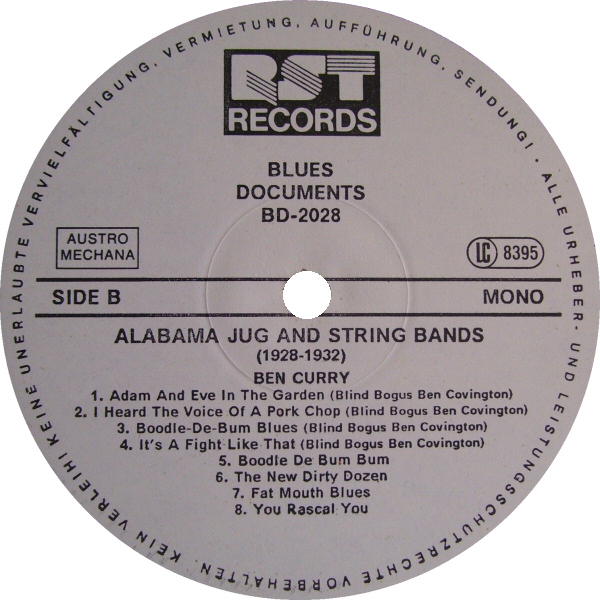 RST
RECORDS
BLUES
DOCUMENTS
BD-2028
AUSTRO
MECHANA
LC 8395
SIDE B
MONO
ALABAMA JUG AND STRING BANDS
(1928-1932)
BEN CURRY
1. Adam And Eve In The Garden (Blind Bogus Ben Covington)
2. I Heard The Voice Of A Pork Chop (Blind Bogus Ben Covington)
3. Boodle-De-Bum Blues (Blind Bogus Ben Covington)
4. It's A Fight Like That (Blind Bogus Ben Covington)
5. Boodle De Bum Bum
6. The New Dirty Dozen
7. Fat Mouth Blues
8. You Rascal You
ALLE URHEBER- UND LEISTUNGSSCHUTZRECHTE VORBEHALTEN. KEIN VERLEIH! KEINE UNERLAUBTE VERVIELFÄLTIGUNG, VERMIETUNG, AUFFÜHRUNG, SENDUNG! •